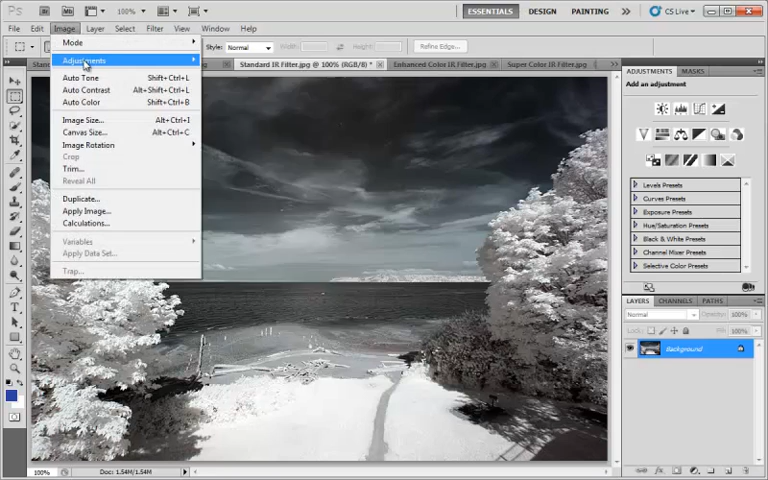 Ps Br Mb 100% ESSENTIALS DESIGN PAINTING CS Live
File Edit Image Layer Select Filter Analysis View Window Help
Style: Normal Width: Height: Refine Edge...
Standard IR Filter.jpg @ 100% (RGB/8) * Enhanced Color IR Filter.jpg Super Color IR Filter.jpg
Mode
Adjustments
Auto Tone Shift+Ctrl+L
Auto Contrast Alt+Shift+Ctrl+L
Auto Color Shift+Ctrl+B
Image Size... Alt+Ctrl+I
Canvas Size... Alt+Ctrl+C
Image Rotation
Crop
Trim...
Reveal All
Duplicate...
Apply Image...
Calculations...
Variables
Apply Data Set...
Trap...
ADJUSTMENTS MASKS
Add an adjustment
Levels Presets
Curves Presets
Exposure Presets
Hue/Saturation Presets
Black & White Presets
Channel Mixer Presets
Selective Color Presets
LAYERS CHANNELS PATHS
Normal Opacity: 100%
Lock: Fill: 100%
Background
100% Doc: 1.54M/1.54M